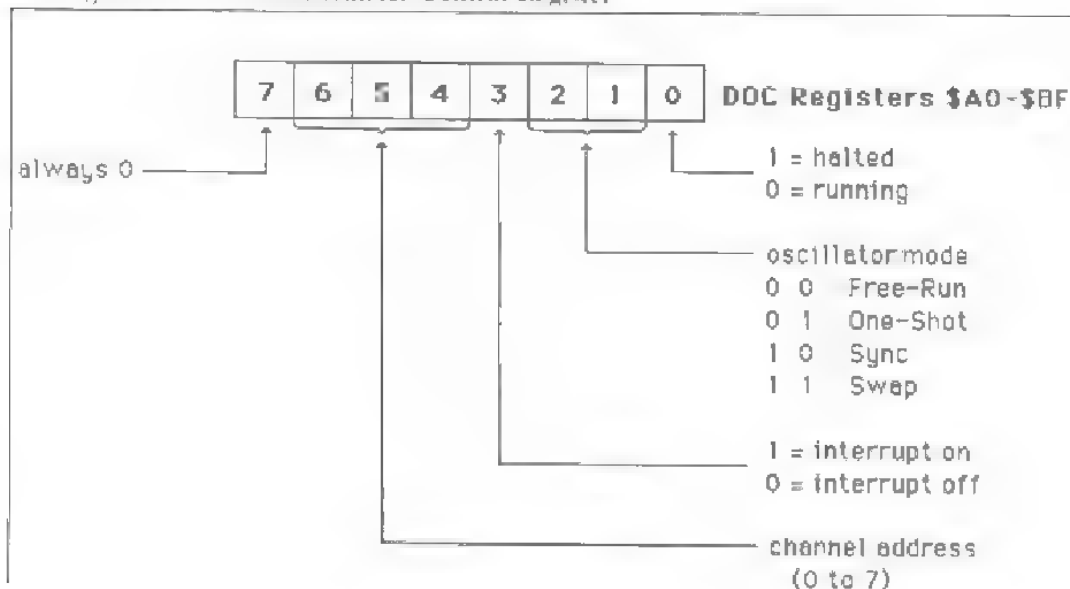 7 6 5 4 3 2 1 0 DOC Registers $A0-$BF
always 0
1 = halted
0 = running
oscillator mode
0 0 Free-Run
0 1 One-Shot
1 0 Sync
1 1 Swap
1 = interrupt on
0 = interrupt off
channel address
(0 to 7)